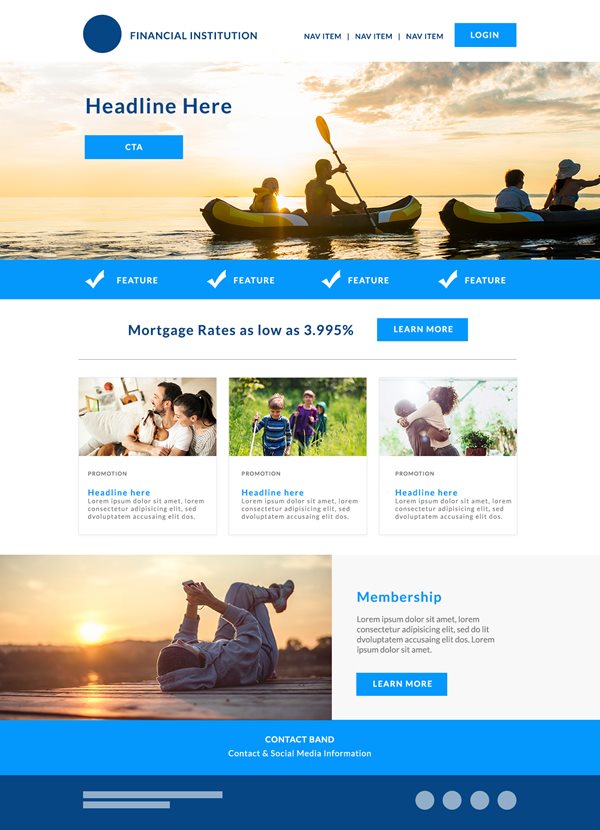 FINANCIAL INSTITUTION
NAV ITEM | NAV ITEM | NAV ITEM
LOGIN
Headline Here
CTA
FEATURE
FEATURE
FEATURE
FEATURE
Mortgage Rates as low as 3.995%
LEARN MORE
PROMOTION
Headline here
Lorem ipsum dolor sit amet, lorem
consectetur adipisicing elit, sed
dvoluptatem accusaing elit dos.
PROMOTION
Headline here
Lorem ipsum dolor sit amet, lorem
consectetur adipisicing elit, sed
dvoluptatem accusaing elit dos.
PROMOTION
Headline here
Lorem ipsum dolor sit amet, lorem
consectetur adipisicing elit, sed
dvoluptatem accusaing elit dos.
Membership
Lorem ipsum dolor sit amet, lorem
consectetur adipisicing elit, sed do lit
dvoluptatem accusaing elit dos lorem
ipsum dolor sit amet.
LEARN MORE
CONTACT BAND
Contact & Social Media Information